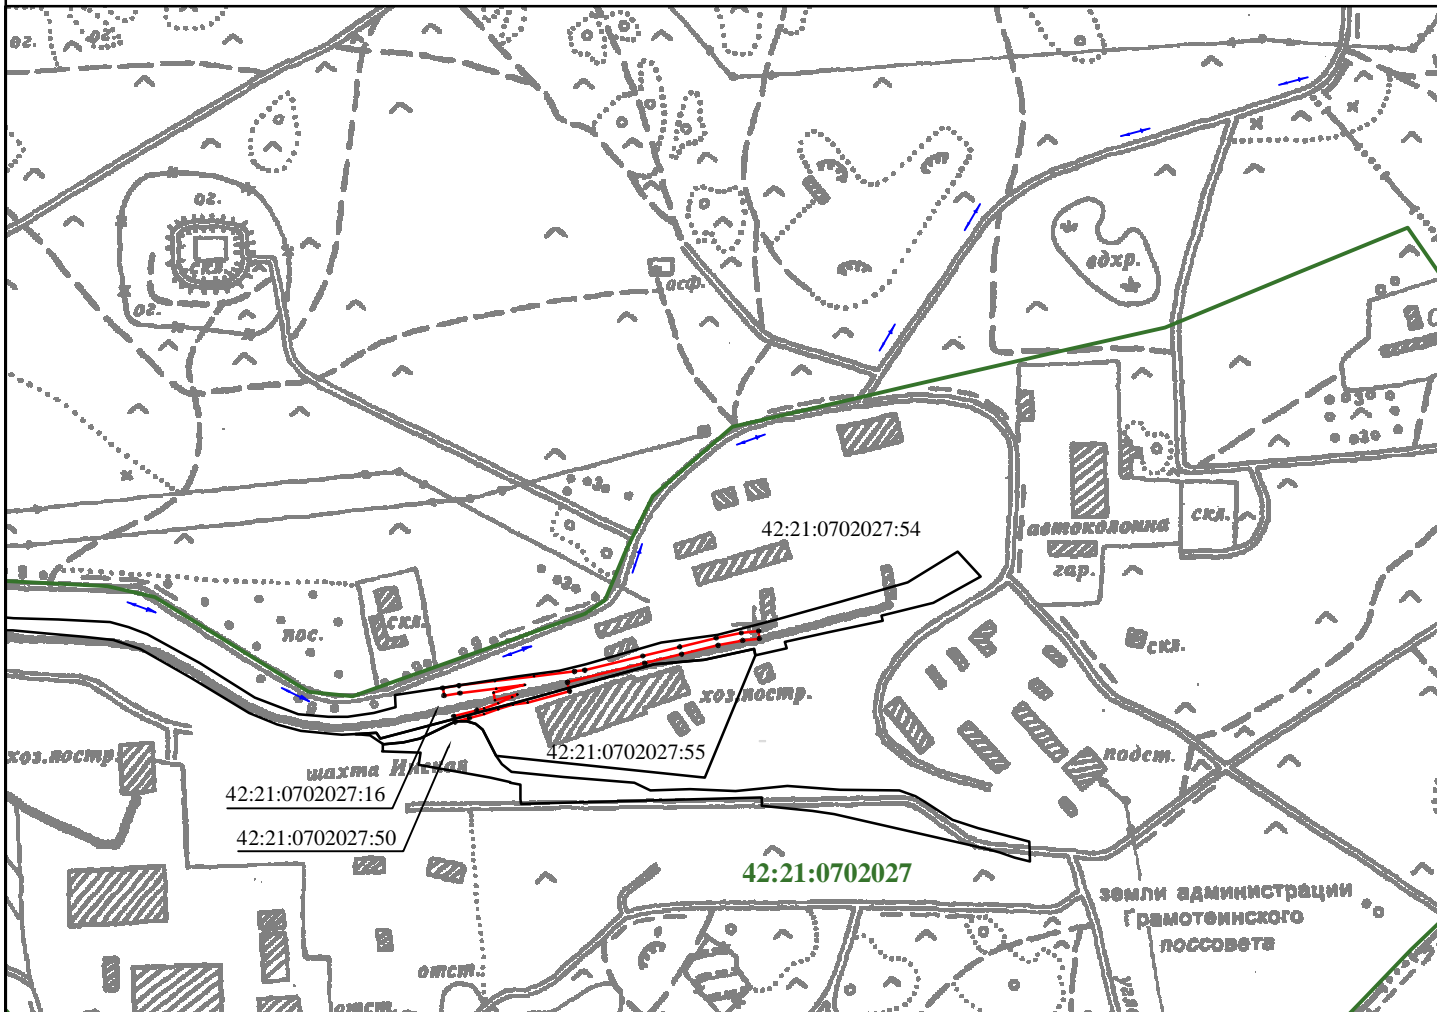 ог.
ог.
ог.
скл.
ог.
асф.
вдхр.
42:21:0702027:54
автоколонна
скл.
гар.
пос.
скл.
скл.
хоз.постр.
хоз.постр.
42:21:0702027:55
подст.
шахта Инская
42:21:0702027:16
42:21:0702027:50
42:21:0702027
земли администрации
Грамотеинского
поссовета
отст.
отст.